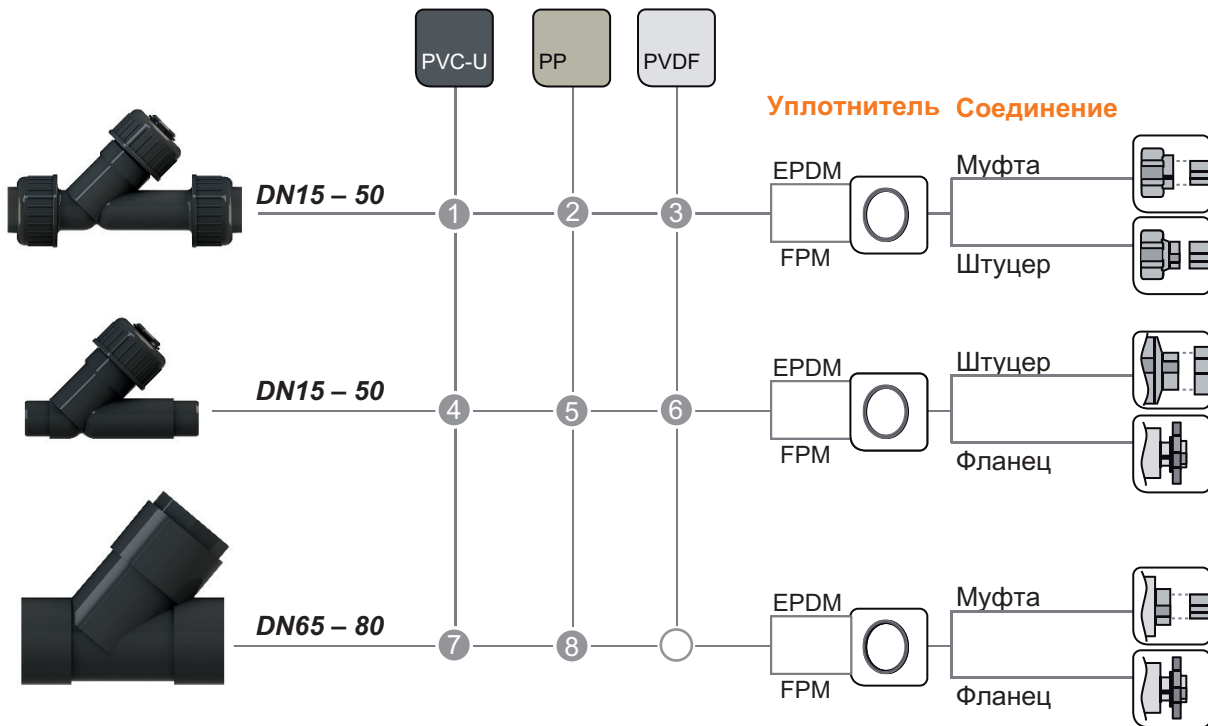 PVC-U PP PVDF
Уплотнитель Соединение
EPDM Муфта
DN15 – 50 1 2 3
FPM Штуцер
EPDM Штуцер
DN15 – 50 4 5 6
FPM Фланец
EPDM Муфта
DN65 – 80 7 8
FPM Фланец